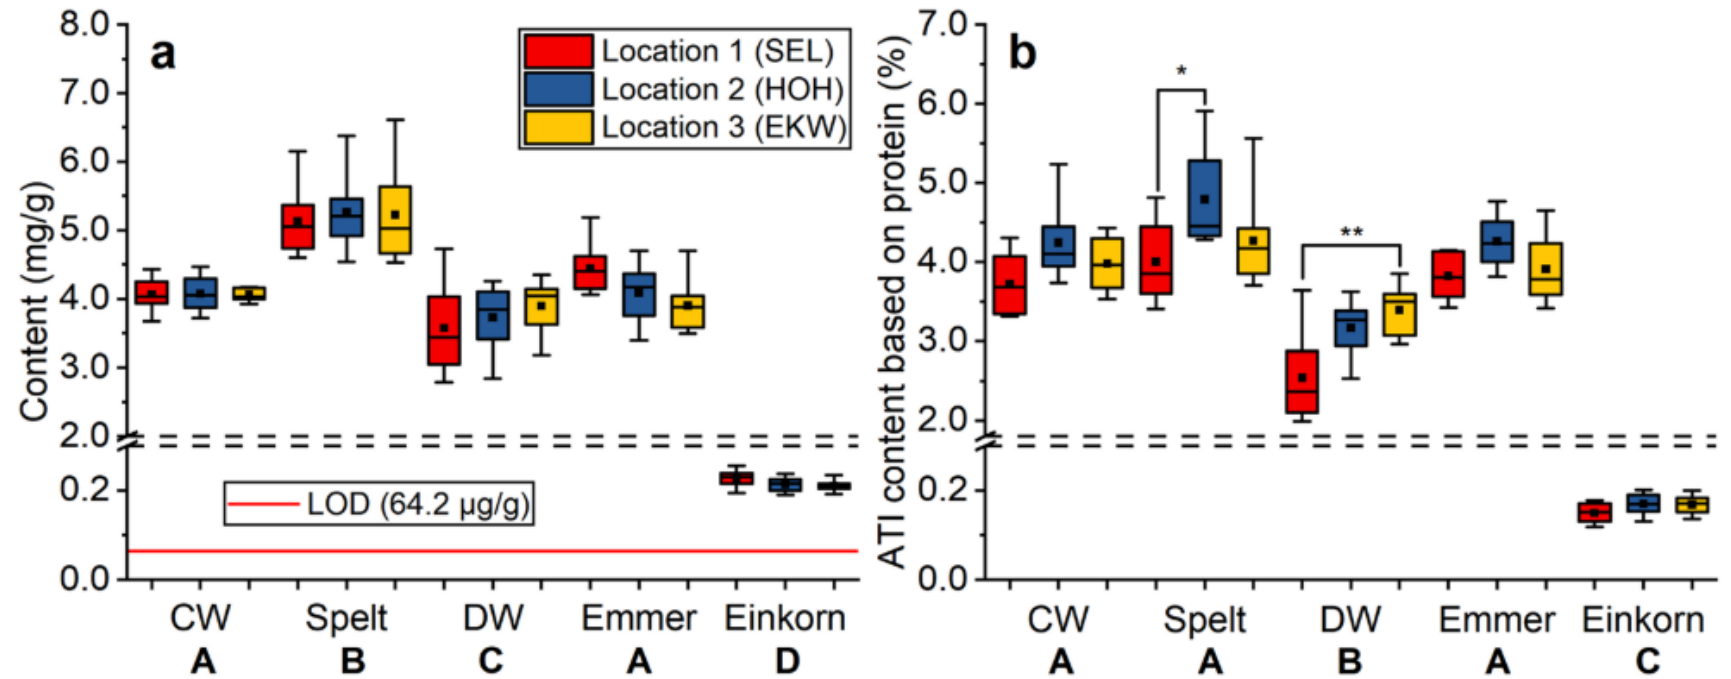 a
Content (mg/g)
8.0
7.0
6.0
5.0
4.0
3.0
2.0
0.2
0.0
Location 1 (SEL)
Location 2 (HOH)
Location 3 (EKW)
LOD (64.2 µg/g)
CW Spelt DW Emmer Einkorn
A B C A D
b
ATI content based on protein (%)
7.0
6.0
5.0
4.0
3.0
2.0
0.2
0.0
*
**
CW Spelt DW Emmer Einkorn
A A B A C